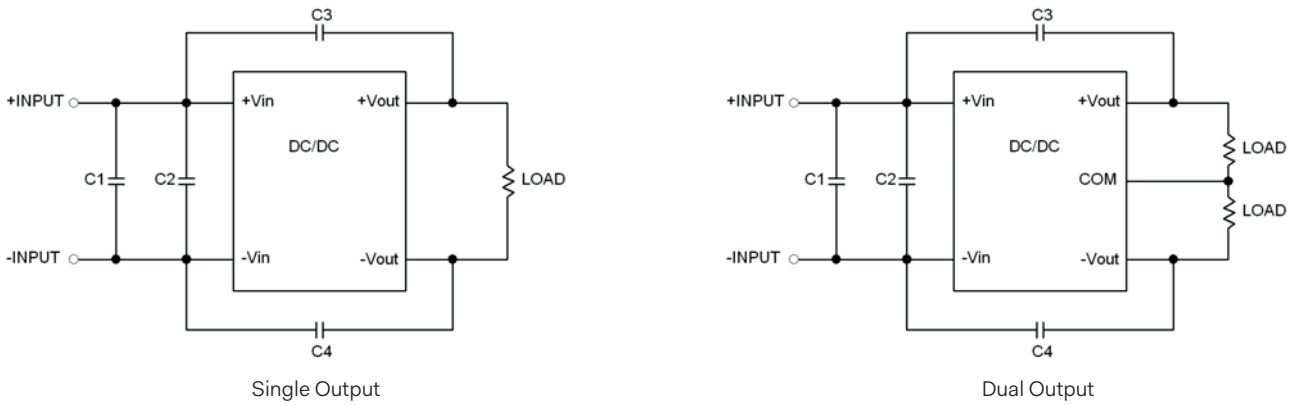 C3
+INPUT
+Vin
+Vout
DC/DC
C1
C2
LOAD
-INPUT
-Vin
-Vout
C4
Single Output
C3
+INPUT
+Vin
+Vout
DC/DC
LOAD
C1
C2
COM
LOAD
-INPUT
-Vin
-Vout
C4
Dual Output